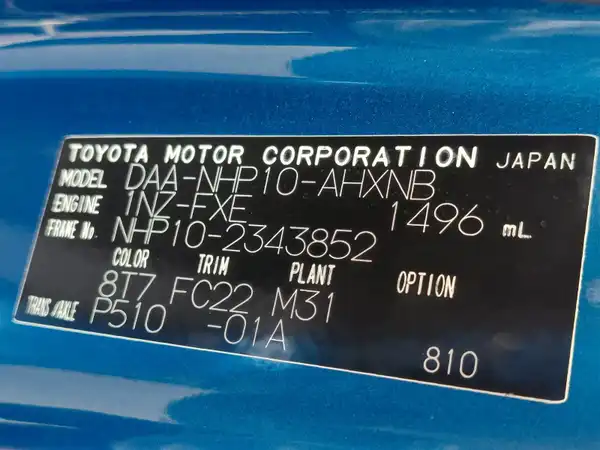 TOYOTA MOTOR CORPORATION JAPAN
MODEL DAA-NHP10-AHXNB
ENGINE 1NZ-FXE 1496 mL
FRAME No. NHP10-2343852
COLOR TRIM PLANT OPTION
8T7 FC22 M31
TRANS/AXLE P510 -01A
810